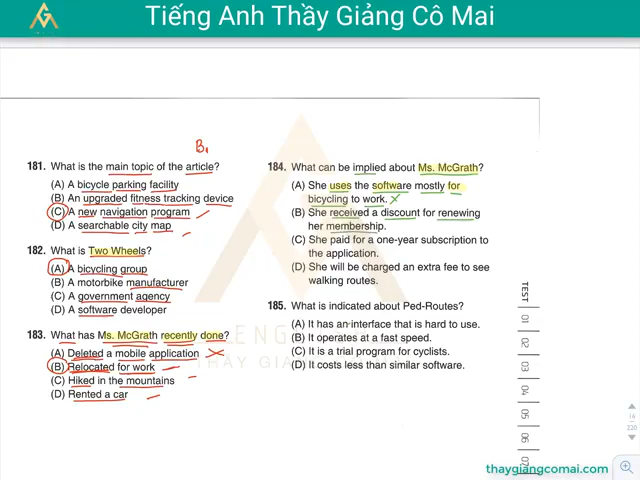 Tiếng Anh Thầy Giảng Cô Mai
B1
181. What is the main topic of the article?
(A) A bicycle parking facility
(B) An upgraded fitness tracking device
(C) A new navigation program
(D) A searchable city map
182. What is Two Wheels?
(A) A bicycling group
(B) A motorbike manufacturer
(C) A government agency
(D) A software developer
183. What has Ms. McGrath recently done?
(A) Deleted a mobile application
(B) Relocated for work
(C) Hiked in the mountains
(D) Rented a car
184. What can be implied about Ms. McGrath?
(A) She uses the software mostly for
bicycling to work.
(B) She received a discount for renewing
her membership.
(C) She paid for a one-year subscription to
the application.
(D) She will be charged an extra fee to see
walking routes.
185. What is indicated about Ped-Routes?
(A) It has an interface that is hard to use.
(B) It operates at a fast speed.
(C) It is a trial program for cyclists.
(D) It costs less than similar software.
TEST
01
02
03
04
05
06
07
220
thaygiangcomai.com